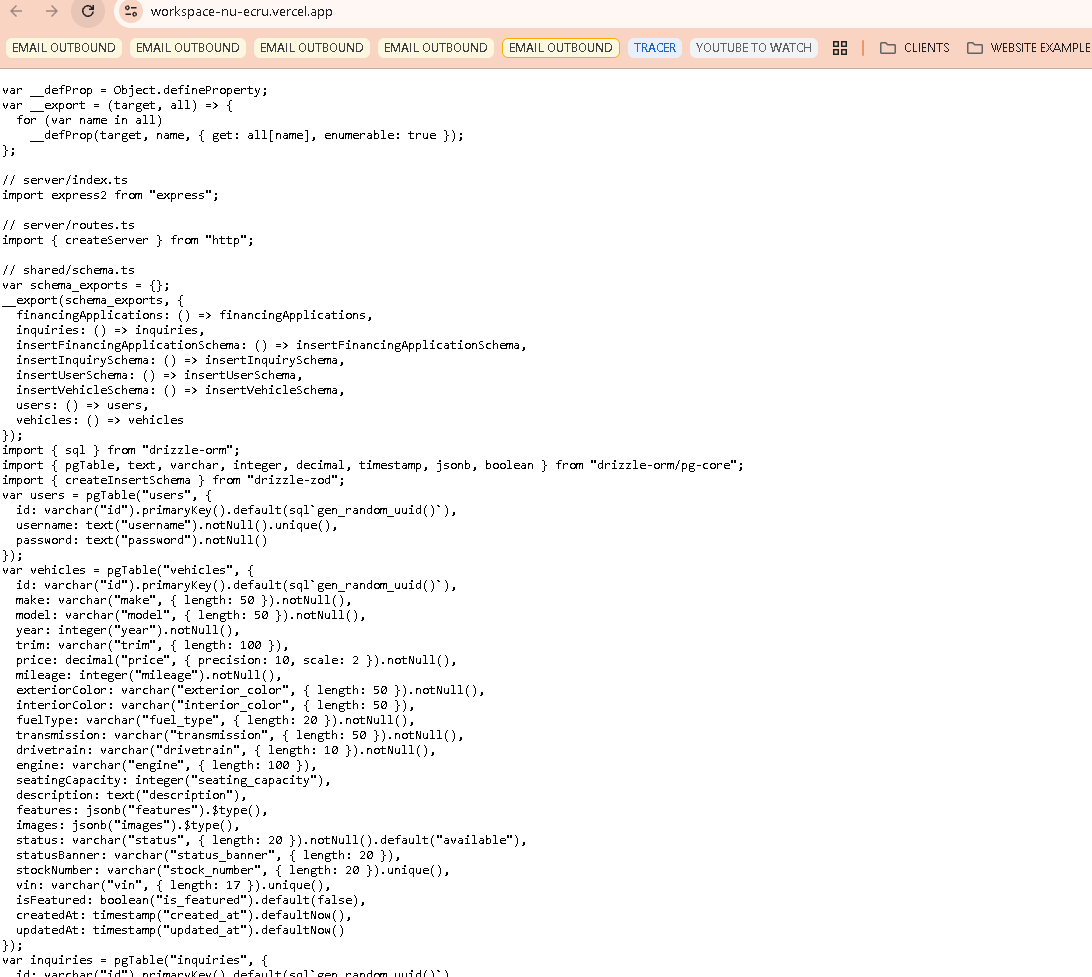 workspace-nu-ecru.vercel.app
EMAIL OUTBOUND EMAIL OUTBOUND EMAIL OUTBOUND EMAIL OUTBOUND EMAIL OUTBOUND TRACER YOUTUBE TO WATCH CLIENTS WEBSITE EXAMPLE
var __defProp = Object.defineProperty;
var __export = (target, all) => {
  for (var name in all)
    __defProp(target, name, { get: all[name], enumerable: true });
};
// server/index.ts
import express2 from "express";
// server/routes.ts
import { createServer } from "http";
// shared/schema.ts
var schema_exports = {};
__export(schema_exports, {
  financingApplications: () => financingApplications,
  inquiries: () => inquiries,
  insertFinancingApplicationSchema: () => insertFinancingApplicationSchema,
  insertInquirySchema: () => insertInquirySchema,
  insertUserSchema: () => insertUserSchema,
  insertVehicleSchema: () => insertVehicleSchema,
  users: () => users,
  vehicles: () => vehicles
});
import { sql } from "drizzle-orm";
import { pgTable, text, varchar, integer, decimal, timestamp, jsonb, boolean } from "drizzle-orm/pg-core";
import { createInsertSchema } from "drizzle-zod";
var users = pgTable("users", {
  id: varchar("id").primaryKey().default(sql`gen_random_uuid()`),
  username: text("username").notNull().unique(),
  password: text("password").notNull()
});
var vehicles = pgTable("vehicles", {
  id: varchar("id").primaryKey().default(sql`gen_random_uuid()`),
  make: varchar("make", { length: 50 }).notNull(),
  model: varchar("model", { length: 50 }).notNull(),
  year: integer("year").notNull(),
  trim: varchar("trim", { length: 100 }),
  price: decimal("price", { precision: 10, scale: 2 }).notNull(),
  mileage: integer("mileage").notNull(),
  exteriorColor: varchar("exterior_color", { length: 50 }).notNull(),
  interiorColor: varchar("interior_color", { length: 50 }),
  fuelType: varchar("fuel_type", { length: 20 }).notNull(),
  transmission: varchar("transmission", { length: 50 }).notNull(),
  drivetrain: varchar("drivetrain", { length: 10 }).notNull(),
  engine: varchar("engine", { length: 100 }),
  seatingCapacity: integer("seating_capacity"),
  description: text("description"),
  features: jsonb("features").$type(),
  images: jsonb("images").$type(),
  status: varchar("status", { length: 20 }).notNull().default("available"),
  statusBanner: varchar("status_banner", { length: 20 }),
  stockNumber: varchar("stock_number", { length: 20 }).unique(),
  vin: varchar("vin", { length: 17 }).unique(),
  isFeatured: boolean("is_featured").default(false),
  createdAt: timestamp("created_at").defaultNow(),
  updatedAt: timestamp("updated_at").defaultNow()
});
var inquiries = pgTable("inquiries", {
  id: varchar("id").primaryKey().default(sql`gen_random_uuid()`),